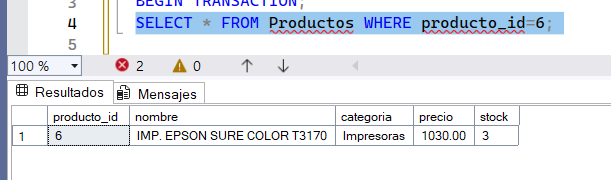 3 BEGIN TRANSACTION;
4 SELECT * FROM Productos WHERE producto_id=6;
5
100 % 2 0
Resultados Mensajes
producto_id nombre categoria precio stock
1 6 IMP. EPSON SURE COLOR T3170 Impresoras 1030.00 3